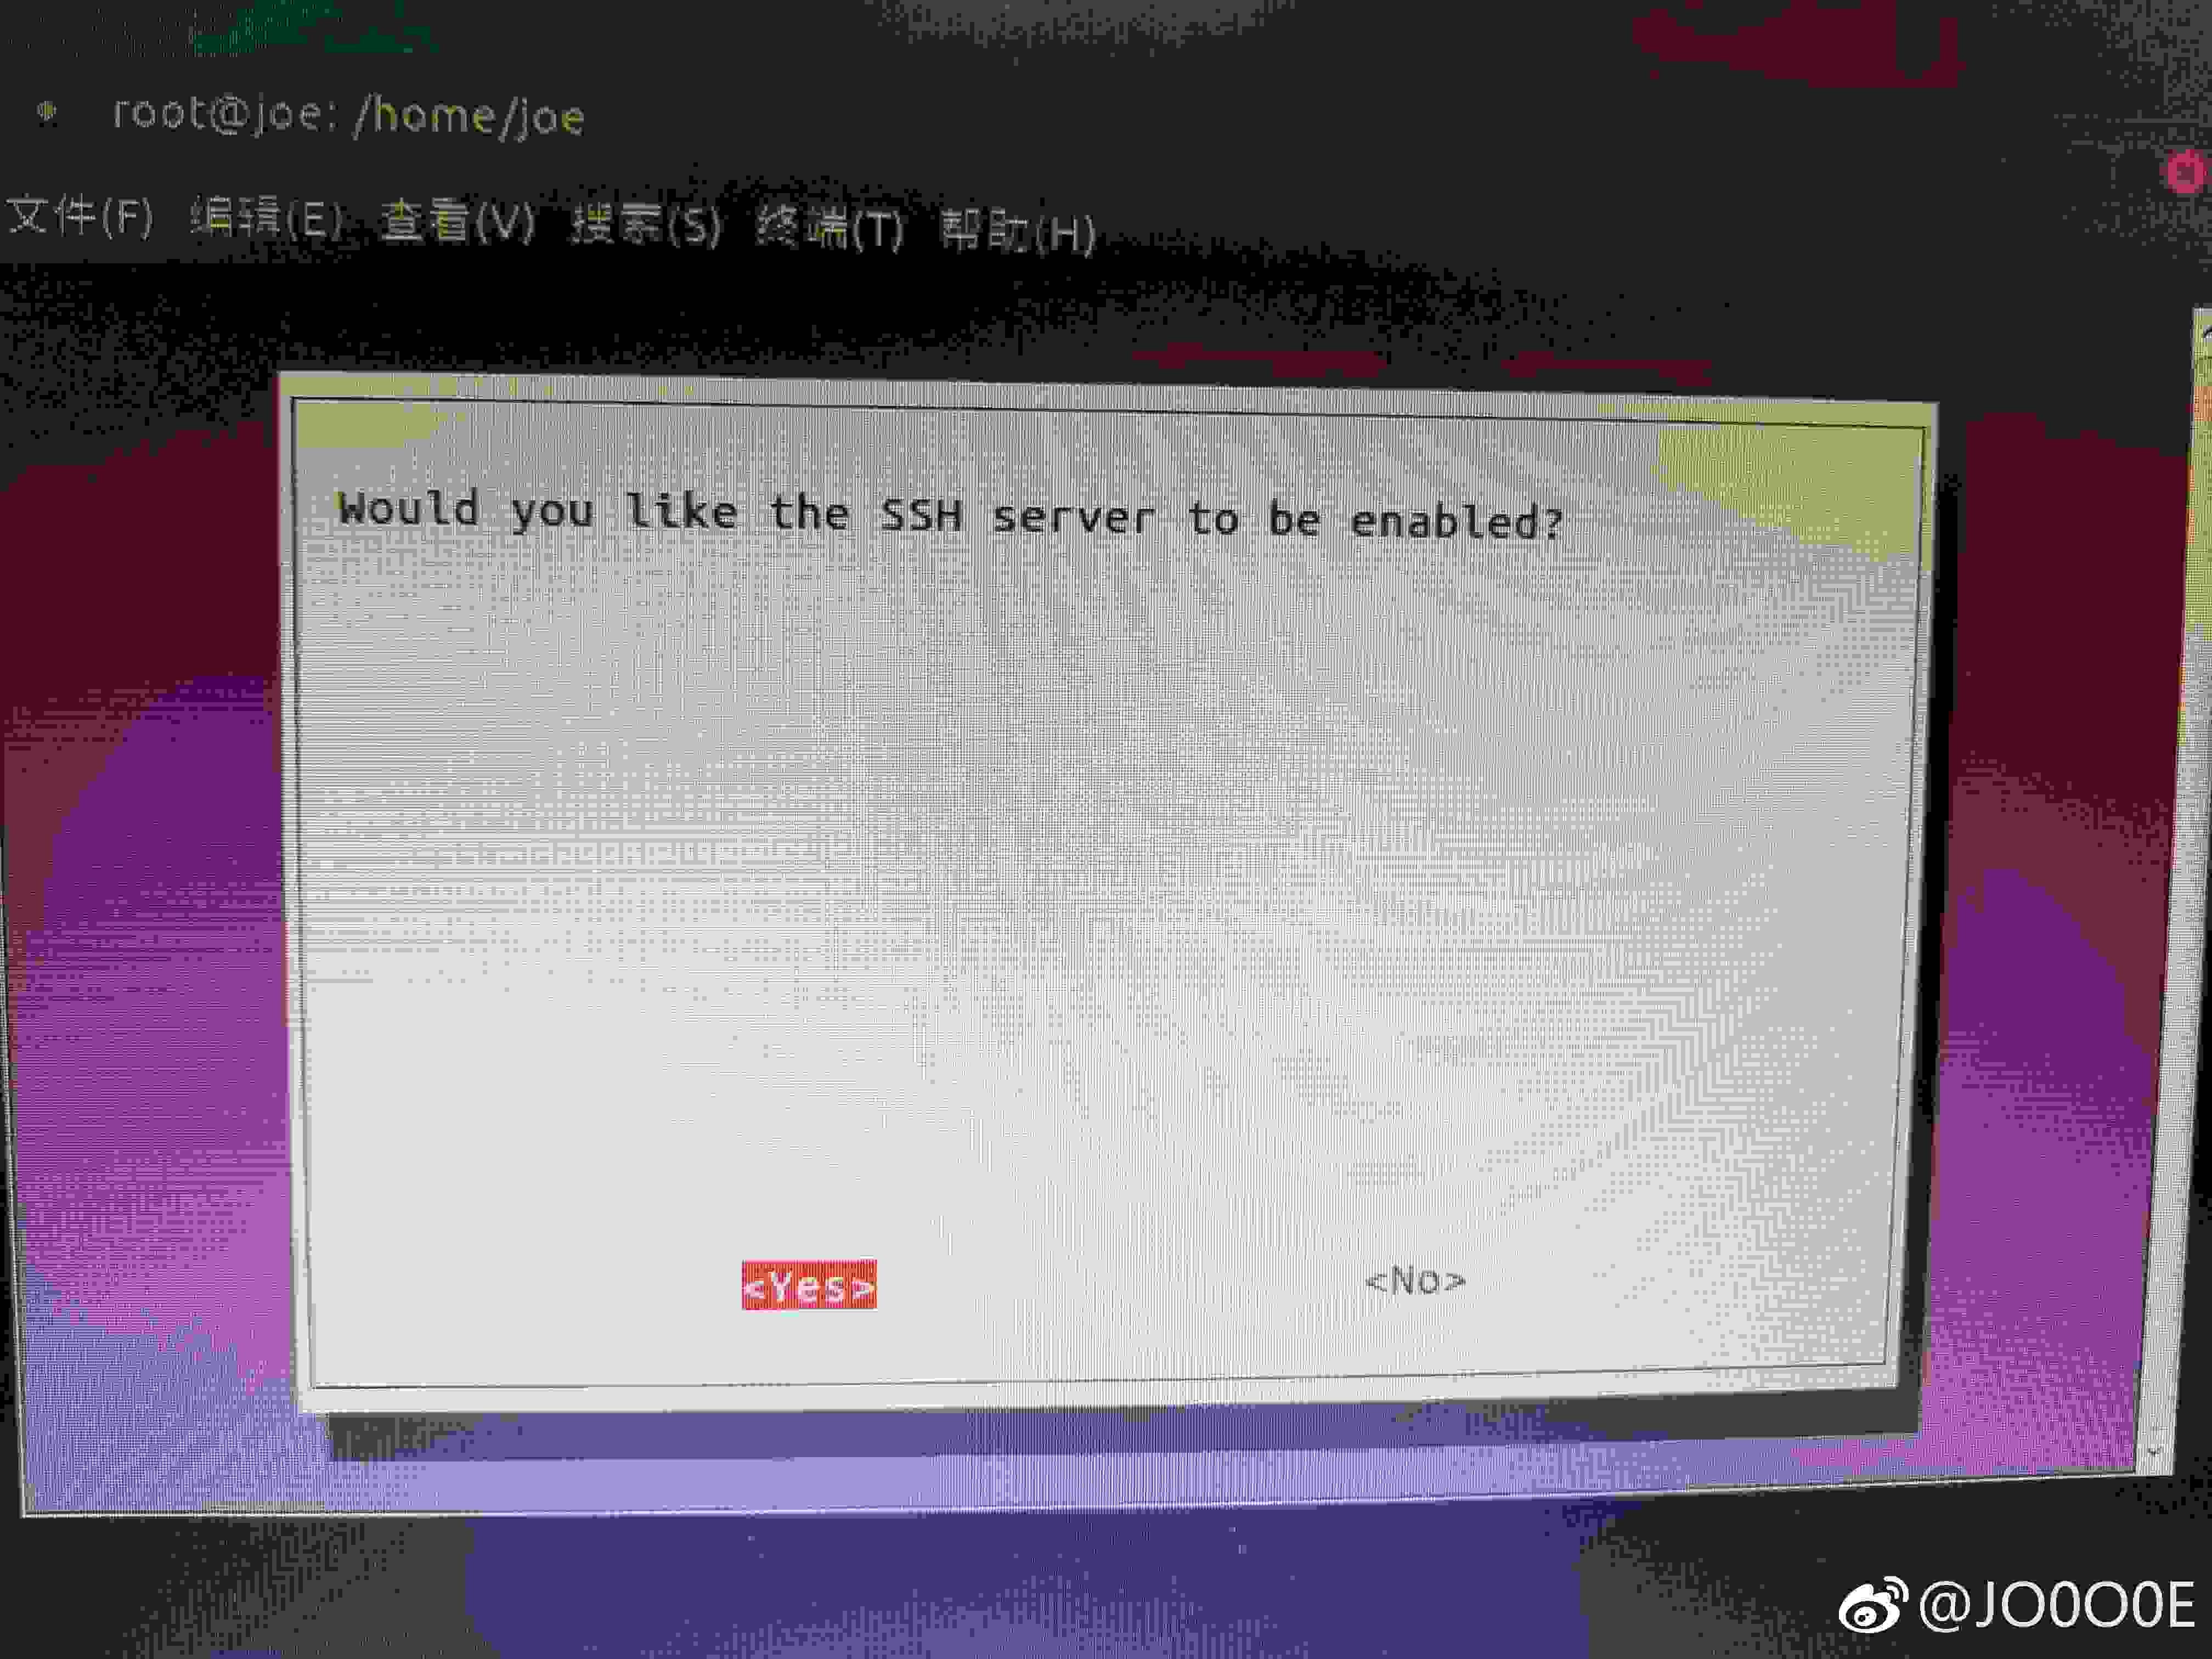 root@joe: /home/joe
文件(F) 编辑(E) 查看(V) 搜索(S) 终端(T) 帮助(H)
Would you like the SSH server to be enabled?
<Yes> <No>
@JO0O0E